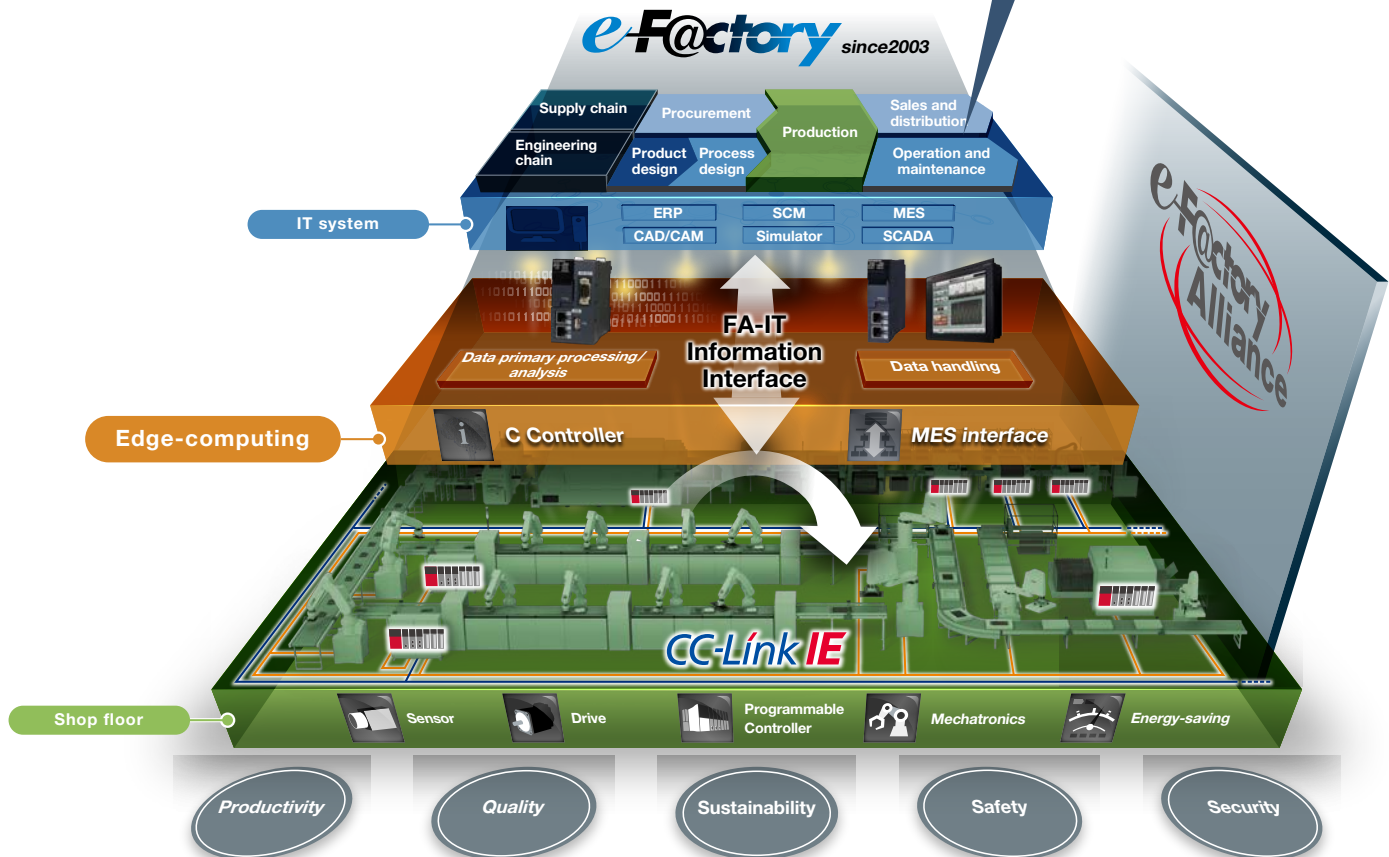 e-F@ctory since2003
Supply chain
Procurement
Production
Sales and
distribution
Engineering
chain
Product
design
Process
design
Operation and
maintenance
IT system
ERP
SCM
MES
CAD/CAM
Simulator
SCADA
e-F@ctory
Alliance
FA-IT
Information
Interface
Data primary processing/
analysis
Data handling
Edge-computing
C Controller
MES interface
CC-Link IE
Shop floor
Sensor
Drive
Programmable
Controller
Mechatronics
Energy-saving
Productivity
Quality
Sustainability
Safety
Security